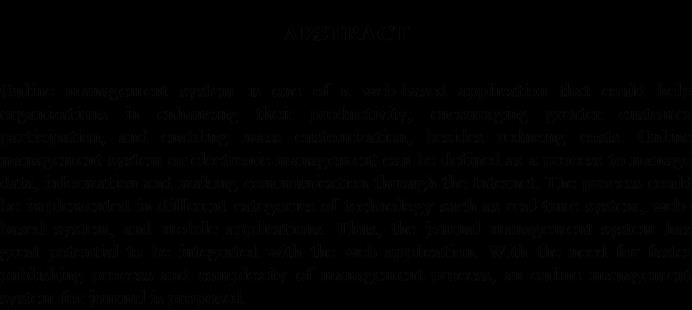 ABSTRACT
Online management system is one of a web-based application that could help
organizations in enhancing their productivity, encouraging greater customer
participation, and enabling mass customization, besides reducing costs. Online
management system or electronic management can be defined as a process to manage
data, information and making communication through the Internet. The process could
be implemented in different categories of technology such as real-time system, web-
based system, and mobile applications. Thus, the journal management system has
great potential to be integrated with the web application. With the need for faster
publishing process and complexity of management process, an online management
system for journal is proposed.